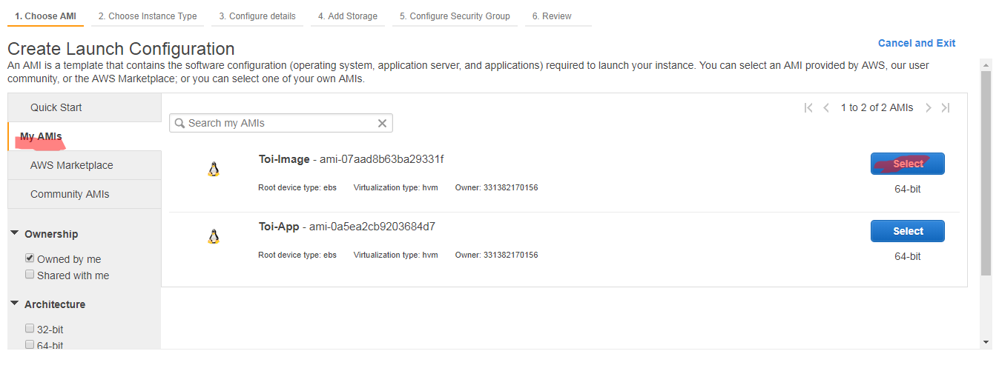 1. Choose AMI 2. Choose Instance Type 3. Configure details 4. Add Storage 5. Configure Security Group 6. Review
Create Launch Configuration
Cancel and Exit
An AMI is a template that contains the software configuration (operating system, application server, and applications) required to launch your instance. You can select an AMI provided by AWS, our user
community, or the AWS Marketplace; or you can select one of your own AMIs.
Quick Start
My AMIs
AWS Marketplace
Community AMIs
Ownership
Owned by me
Shared with me
Architecture
32-bit
64-bit
1 to 2 of 2 AMIs
Search my AMIs
Toi-Image - ami-07aad8b63ba29331f
Select
Root device type: ebs Virtualization type: hvm Owner: 331382170156
64-bit
Toi-App - ami-0a5ea2cb9203684d7
Select
Root device type: ebs Virtualization type: hvm Owner: 331382170156
64-bit